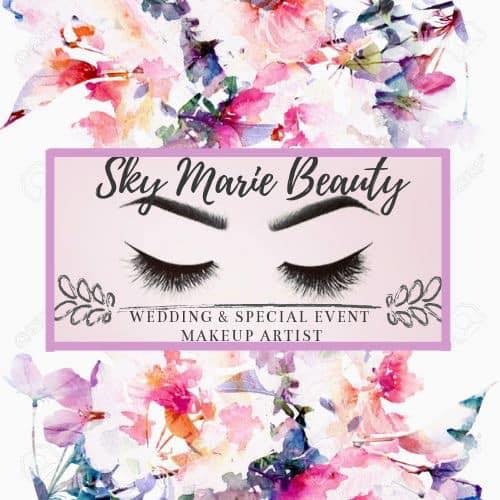 Sky Marie Beauty
WEDDING & SPECIAL EVENT
MAKEUP ARTIST